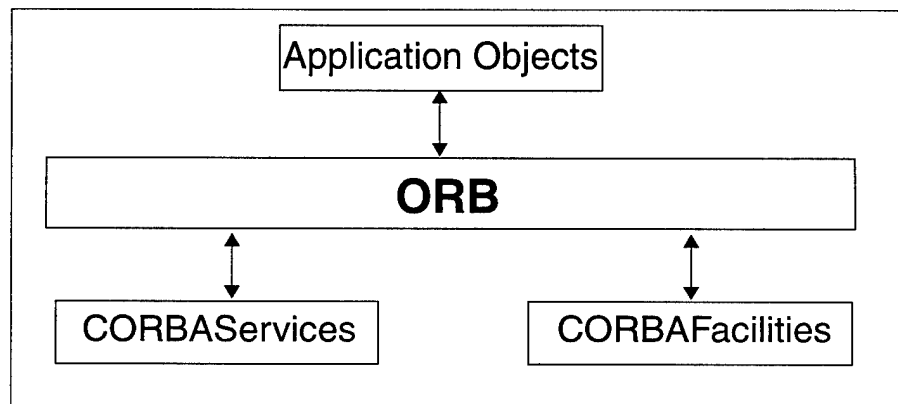 Application Objects
ORB
CORBAServices
CORBAFacilities